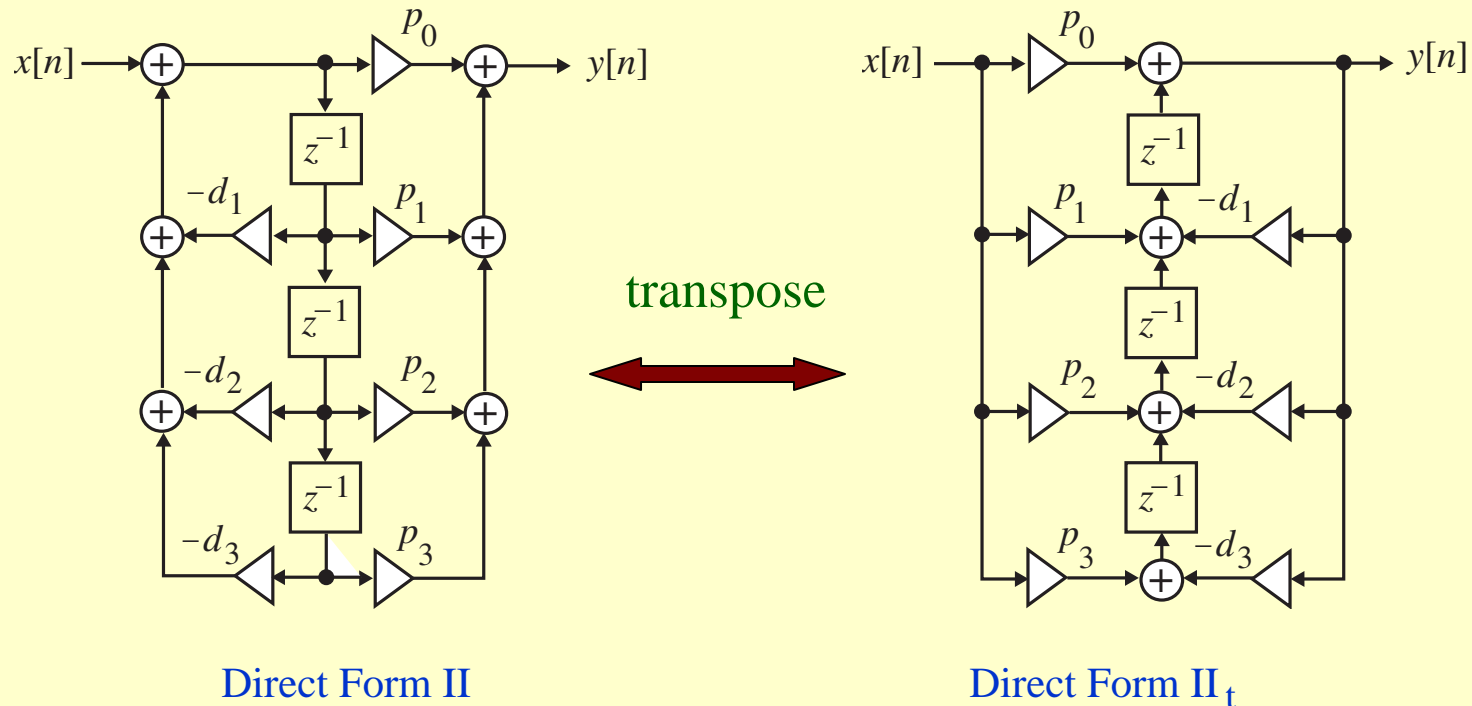 x[n] + p₀ + y[n]
z⁻¹
+ −d₁ p₁ +
z⁻¹
+ −d₂ p₂ +
z⁻¹
−d₃ p₃
Direct Form II
transpose
x[n] p₀ + y[n]
z⁻¹
p₁ + −d₁
z⁻¹
p₂ + −d₂
z⁻¹
p₃ + −d₃
Direct Form IIₜ